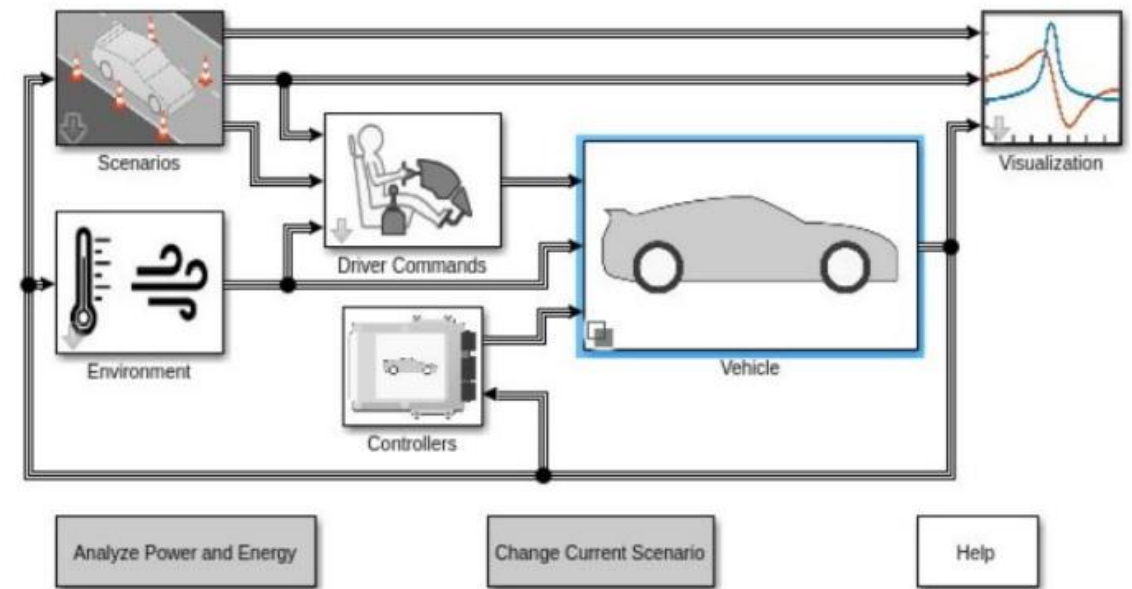 Scenarios
Visualization
Driver Commands
Environment
Vehicle
Controllers
Analyze Power and Energy
Change Current Scenario
Help